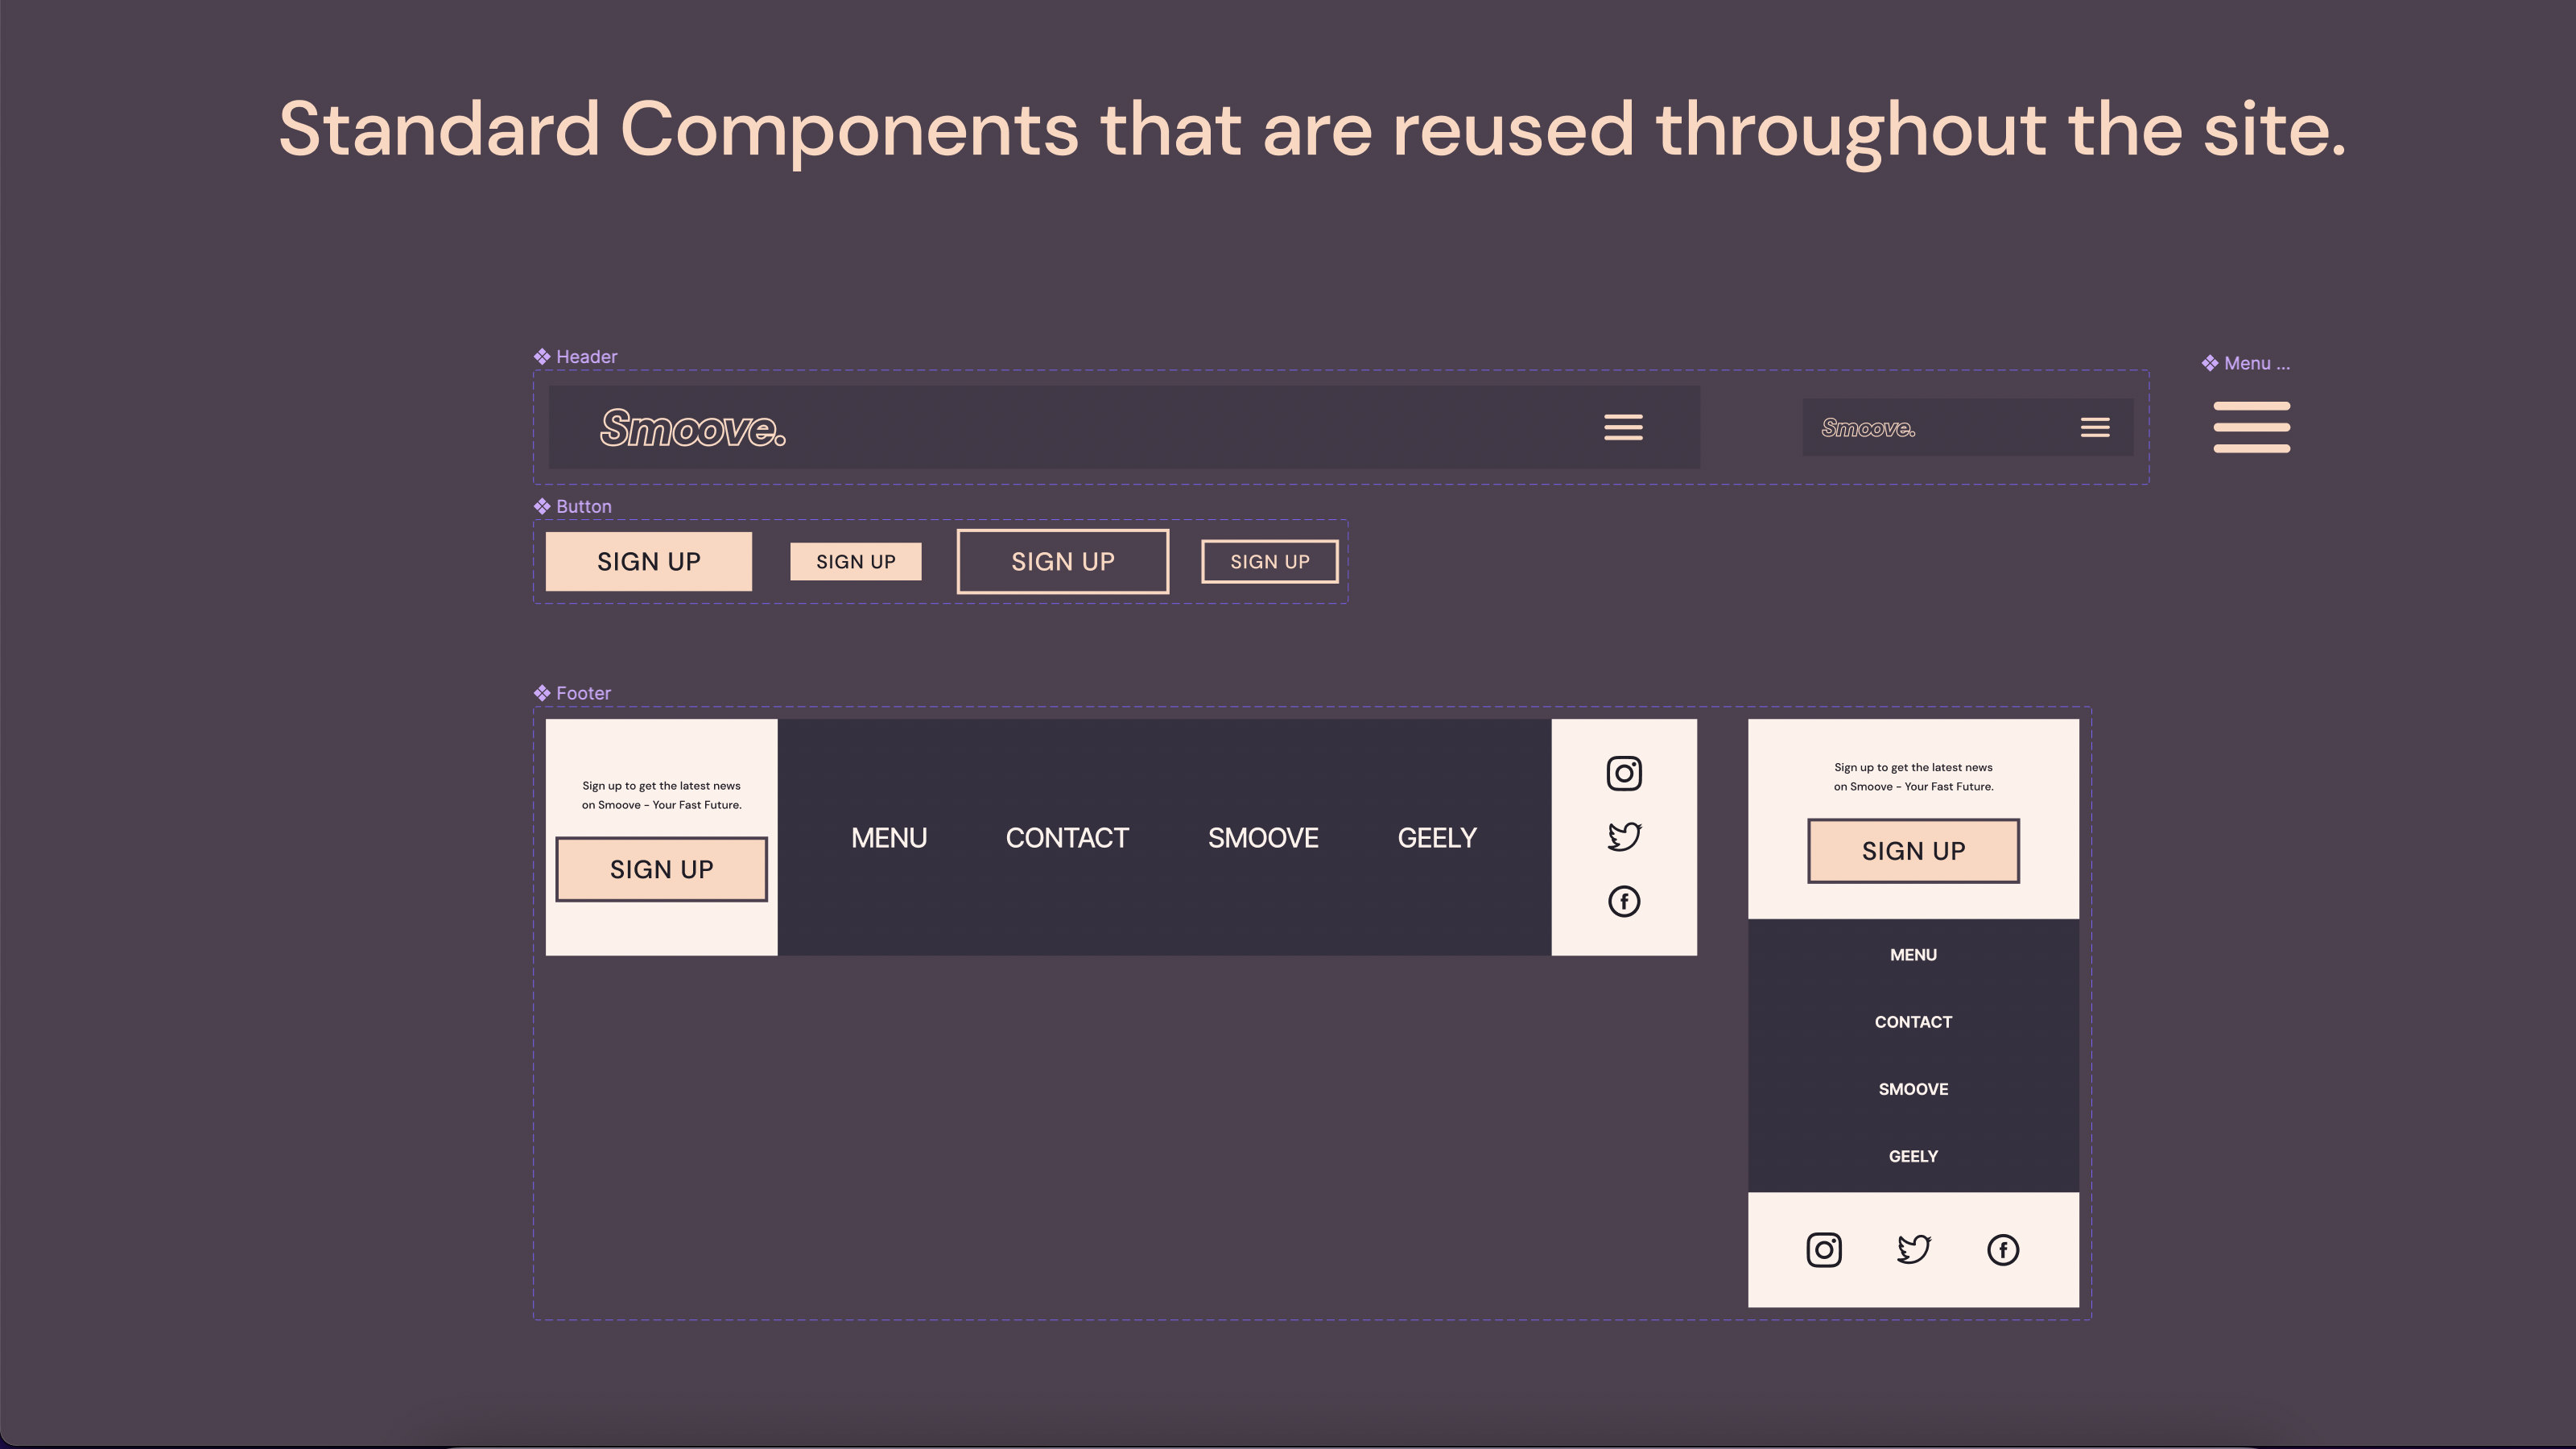 Standard Components that are reused throughout the site.
Header
Menu ...
Smoove.
Smoove.
Button
SIGN UP
SIGN UP
SIGN UP
SIGN UP
Footer
Sign up to get the latest news
on Smoove - Your Fast Future.
SIGN UP
MENU
CONTACT
SMOOVE
GEELY
Sign up to get the latest news
on Smoove - Your Fast Future.
SIGN UP
MENU
CONTACT
SMOOVE
GEELY